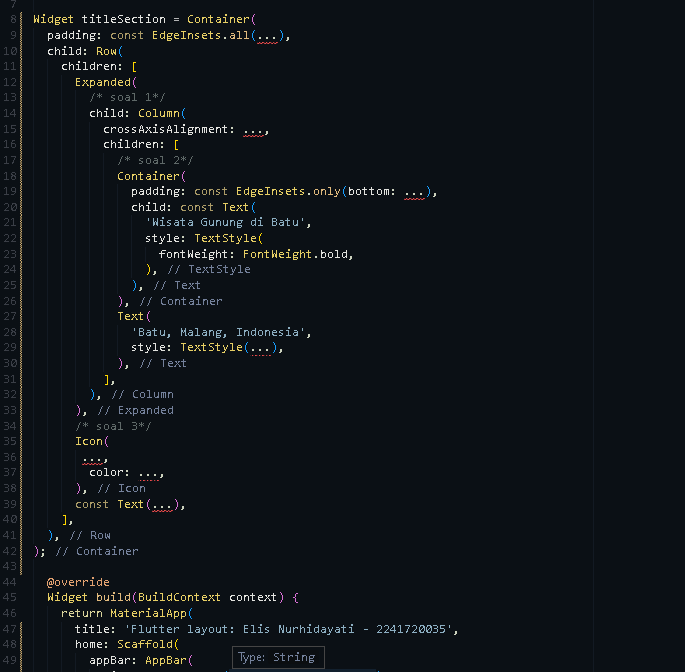 7
8 Widget titleSection = Container(
9 padding: const EdgeInsets.all(...),
10 child: Row(
11 children: [
12 Expanded(
13 /* soal 1*/
14 child: Column(
15 crossAxisAlignment: ...,
16 children: [
17 /* soal 2*/
18 Container(
19 padding: const EdgeInsets.only(bottom: ...),
20 child: const Text(
21 'Wisata Gunung di Batu',
22 style: TextStyle(
23 fontWeight: FontWeight.bold,
24 ), // TextStyle
25 ), // Text
26 ), // Container
27 Text(
28 'Batu, Malang, Indonesia',
29 style: TextStyle(...),
30 ), // Text
31 ],
32 ), // Column
33 ), // Expanded
34 /* soal 3*/
35 Icon(
36 ...,
37 color: ...,
38 ), // Icon
39 const Text(...),
40 ],
41 ), // Row
42 ); // Container
43
44 @override
45 Widget build(BuildContext context) {
46 return MaterialApp(
47 title: 'Flutter layout: Elis Nurhidayati - 2241720035',
48 home: Scaffold(
49 appBar: AppBar(
Type: String